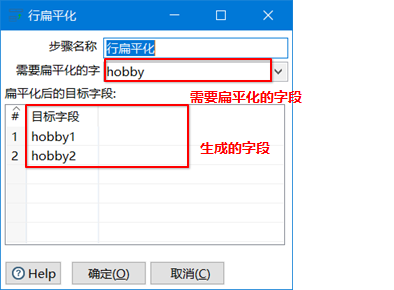 行扁平化
步骤名称 行扁平化
需要扁平化的字 hobby
扁平化后的目标字段:
需要扁平化的字段
# 目标字段
1 hobby1
2 hobby2
生成的字段
Help 确定(O) 取消(C)